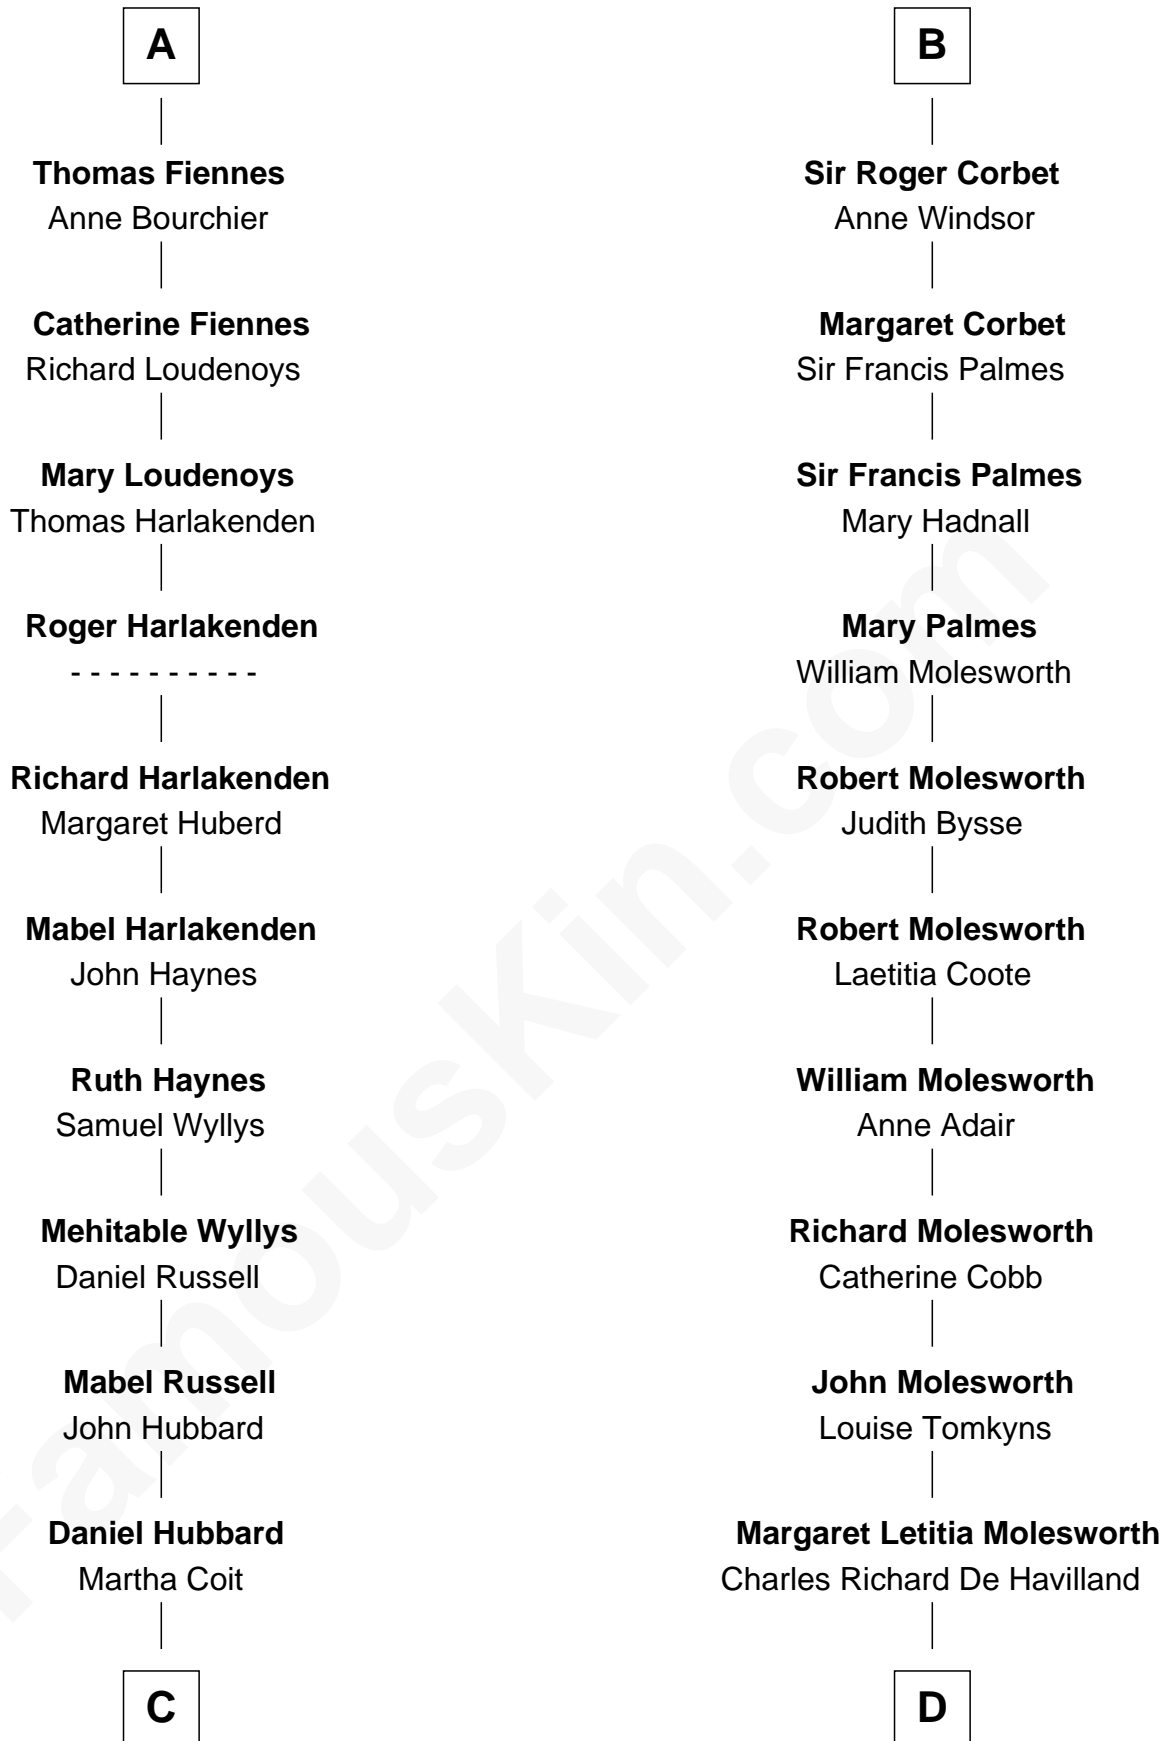 A
Thomas Fiennes
Anne Bourchier
Catherine Fiennes
Richard Loudenoys
Mary Loudenoys
Thomas Harlakenden
Roger Harlakenden
- - - - - - - - - -
Richard Harlakenden
Margaret Huberd
Mabel Harlakenden
John Haynes
Ruth Haynes
Samuel Wyllys
Mehitable Wyllys
Daniel Russell
Mabel Russell
John Hubbard
Daniel Hubbard
Martha Coit
C
B
Sir Roger Corbet
Anne Windsor
Margaret Corbet
Sir Francis Palmes
Sir Francis Palmes
Mary Hadnall
Mary Palmes
William Molesworth
Robert Molesworth
Judith Bysse
Robert Molesworth
Laetitia Coote
William Molesworth
Anne Adair
Richard Molesworth
Catherine Cobb
John Molesworth
Louise Tomkyns
Margaret Letitia Molesworth
Charles Richard De Havilland
D
FamousKin.com